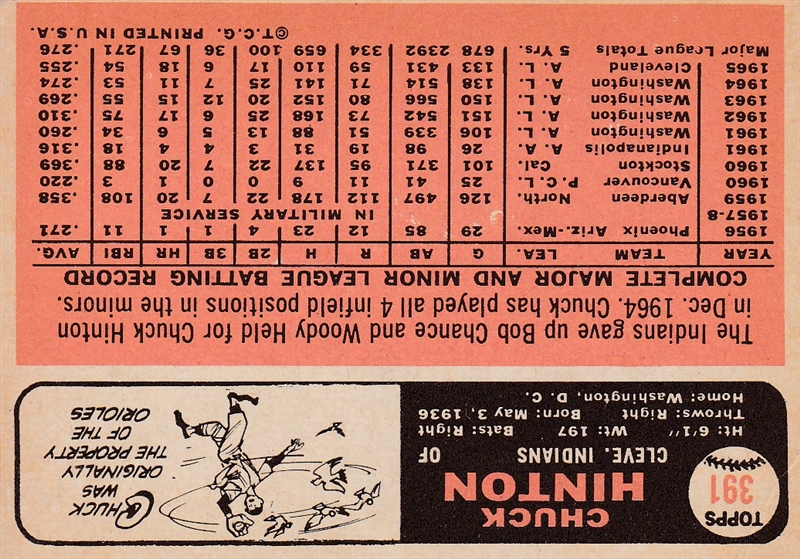 TOPPS
391
CHUCK
HINTON
CLEVE. INDIANS OF
Ht: 6'1" Wt: 197 Bats: Right
Throws: Right Born: May 3, 1936
Home: Washington, D. C.
CHUCK
WAS
ORIGINALLY
THE PROPERTY
OF THE
ORIOLES
The Indians gave up Bob Chance and Woody Held for Chuck Hinton
in Dec. 1964. Chuck has played all 4 infield positions in the minors.
COMPLETE MAJOR AND MINOR LEAGUE BATTING RECORD
YEAR TEAM LEA. G AB R H 2B 3B HR RBI AVG.
1956 Phoenix Ariz.-Mex. 29 85 12 23 4 1 1 11 .271
1957-8 IN MILITARY SERVICE
1959 Aberdeen North. 126 497 112 178 22 7 20 108 .358
1960 Vancouver P.C.L. 25 41 11 9 0 0 1 3 .220
1960 Stockton Cal. 101 371 95 137 22 7 20 88 .369
1961 Indianapolis A. A. 26 98 19 31 6 4 3 18 .316
1961 Washington A. L. 106 339 51 88 13 5 6 34 .260
1962 Washington A. L. 151 542 73 168 25 6 17 75 .310
1963 Washington A. L. 150 566 80 152 20 12 15 55 .269
1964 Washington A. L. 138 514 71 141 25 7 11 53 .274
1965 Cleveland A. L. 133 431 59 110 17 6 18 54 .255
Major League Totals 5 Yrs. 678 2392 334 659 100 36 67 271 .276
©T.C.G. PRINTED IN U.S.A.